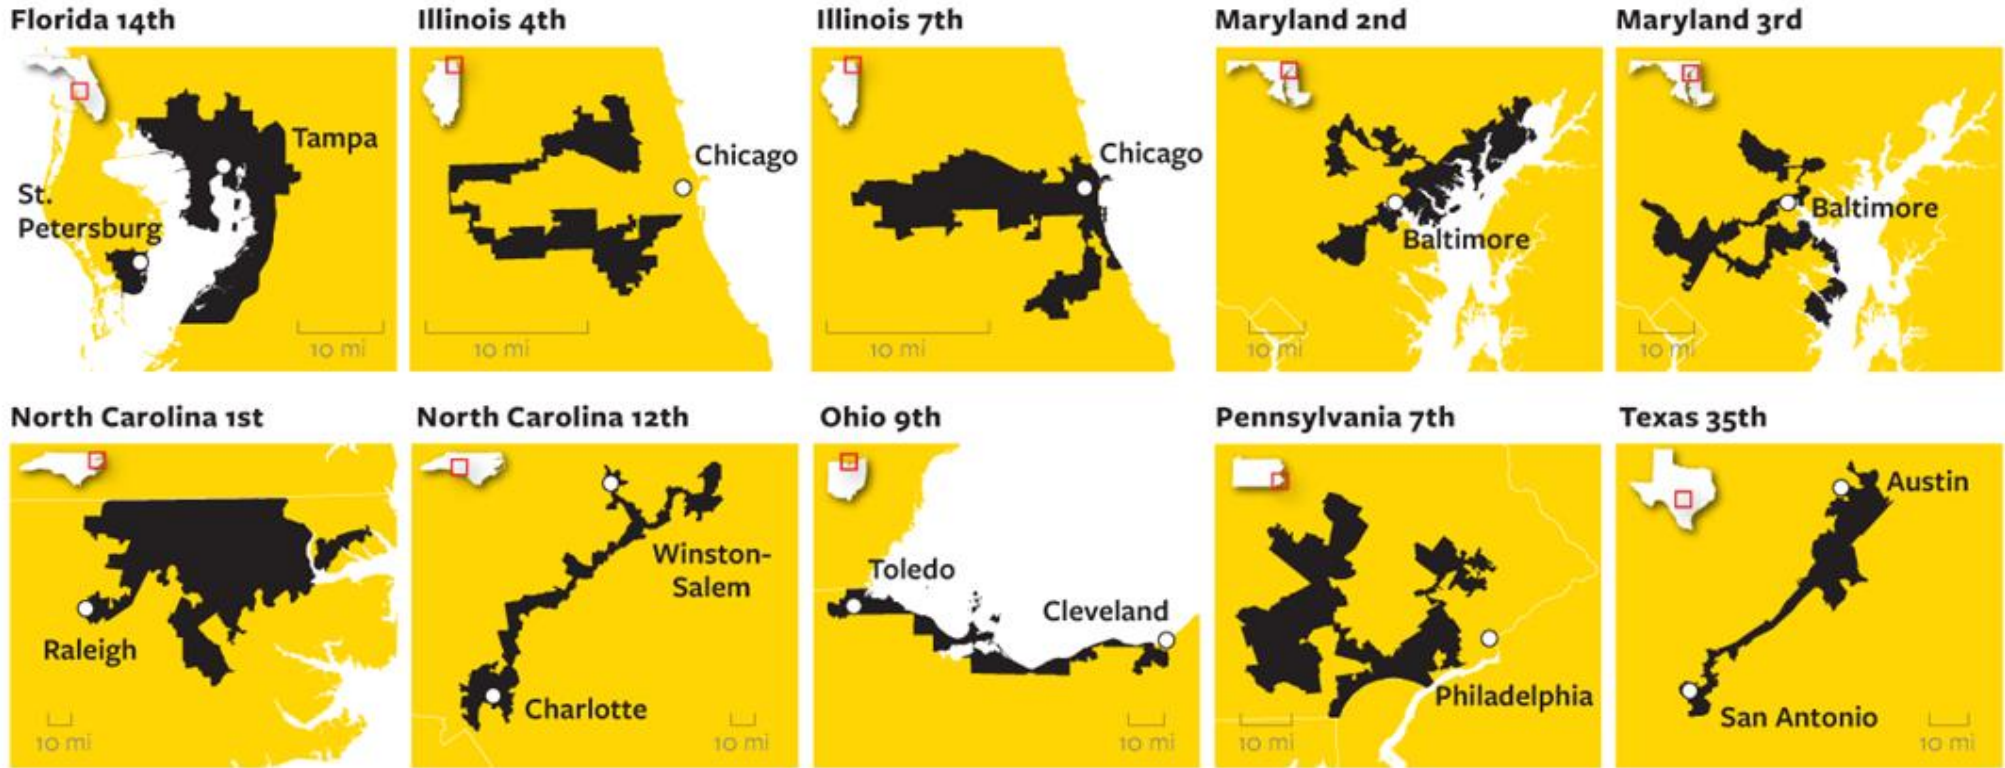 Florida 14th
Illinois 4th
Illinois 7th
Maryland 2nd
Maryland 3rd
Tampa
St.
Petersburg
10 mi
Chicago
10 mi
Chicago
10 mi
Baltimore
10 mi
Baltimore
10 mi
North Carolina 1st
North Carolina 12th
Ohio 9th
Pennsylvania 7th
Texas 35th
Raleigh
10 mi
Winston-
Salem
Charlotte
10 mi
Toledo
Cleveland
10 mi
Philadelphia
10 mi
Austin
San Antonio
10 mi